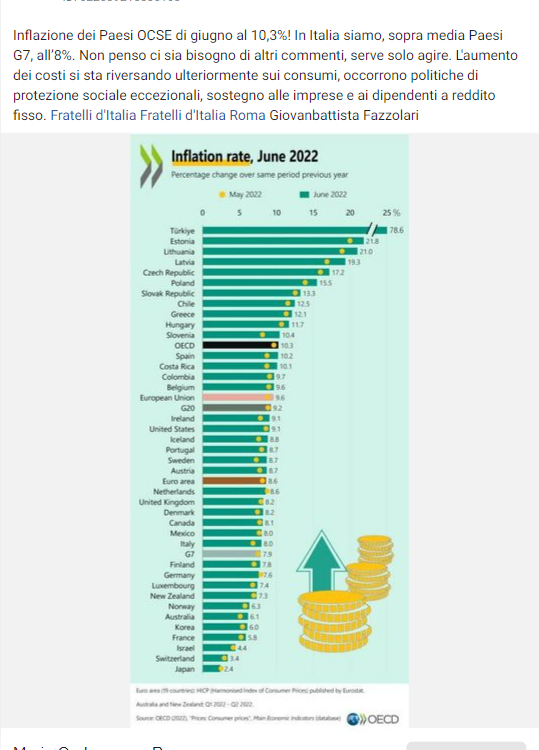 Inflazione dei Paesi OCSE di giugno al 10,3%! In Italia siamo, sopra media Paesi
G7, all'8%. Non penso ci sia bisogno di altri commenti, serve solo agire. L'aumento
dei costi si sta riversando ulteriormente sui consumi, occorrono politiche di
protezione sociale eccezionali, sostegno alle imprese e ai dipendenti a reddito
fisso. Fratelli d'Italia Fratelli d'Italia Roma Giovanbattista Fazzolari
Inflation rate, June 2022
Percentage change over same period previous year
May 2022 June 2022
0 5 10 15 20 25 %
Türkiye 78.6
Estonia 21.8
Lithuania 21.0
Latvia 19.3
Czech Republic 17.2
Poland 15.5
Slovak Republic 13.3
Chile 12.5
Greece 12.1
Hungary 11.7
Slovenia 10.4
OECD 10.3
Spain 10.2
Costa Rica 10.1
Colombia 9.7
Belgium 9.6
European Union 9.6
G20 9.2
Ireland 9.1
United States 9.1
Iceland 8.8
Portugal 8.7
Sweden 8.7
Austria 8.7
Euro area 8.6
Netherlands 8.6
United Kingdom 8.2
Denmark 8.2
Canada 8.1
Mexico 8.0
Italy 8.0
G7 7.9
Finland 7.8
Germany 7.6
Luxembourg 7.4
New Zealand 7.3
Norway 6.3
Australia 6.1
Korea 6.0
France 5.8
Israel 4.4
Switzerland 3.4
Japan 2.4
Euro area (19 countries): HICP (Harmonised Index of Consumer Prices) published by Eurostat.
Australia and New Zealand: Q1 2022 - Q2 2022.
Source: OECD (2022), "Prices: Consumer prices", Main Economic Indicators (database)
OECD